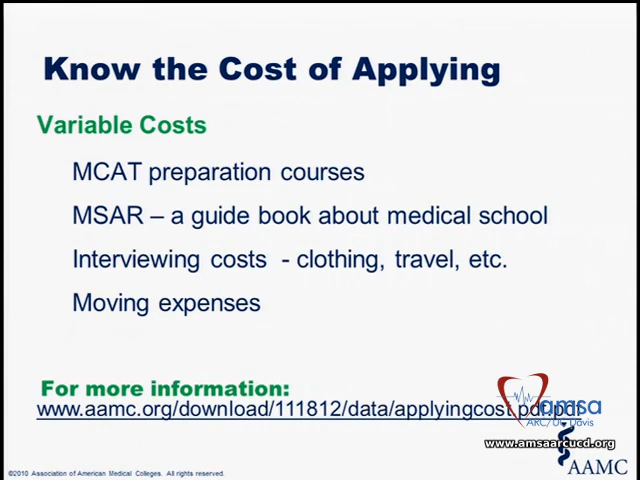 Know the Cost of Applying
Variable Costs
MCAT preparation courses
MSAR – a guide book about medical school
Interviewing costs - clothing, travel, etc.
Moving expenses
For more information:
www.aamc.org/download/111812/data/applyingcost.pdf.pdf
amsa
ARC/UC Davis
www.amsaarcucd.org
AAMC
©2010 Association of American Medical Colleges. All rights reserved.